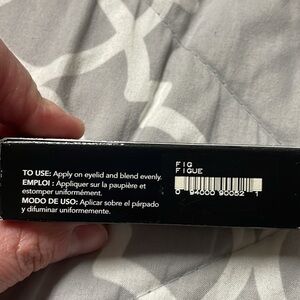 TO USE: Apply on eyelid and blend evenly.
EMPLOI : Appliquer sur la paupière et
estomper uniformément.
MODO DE USO: Aplicar sobre el párpado
y difuminar uniformemente.
FIG
FIGUE
0 94000 90052 1